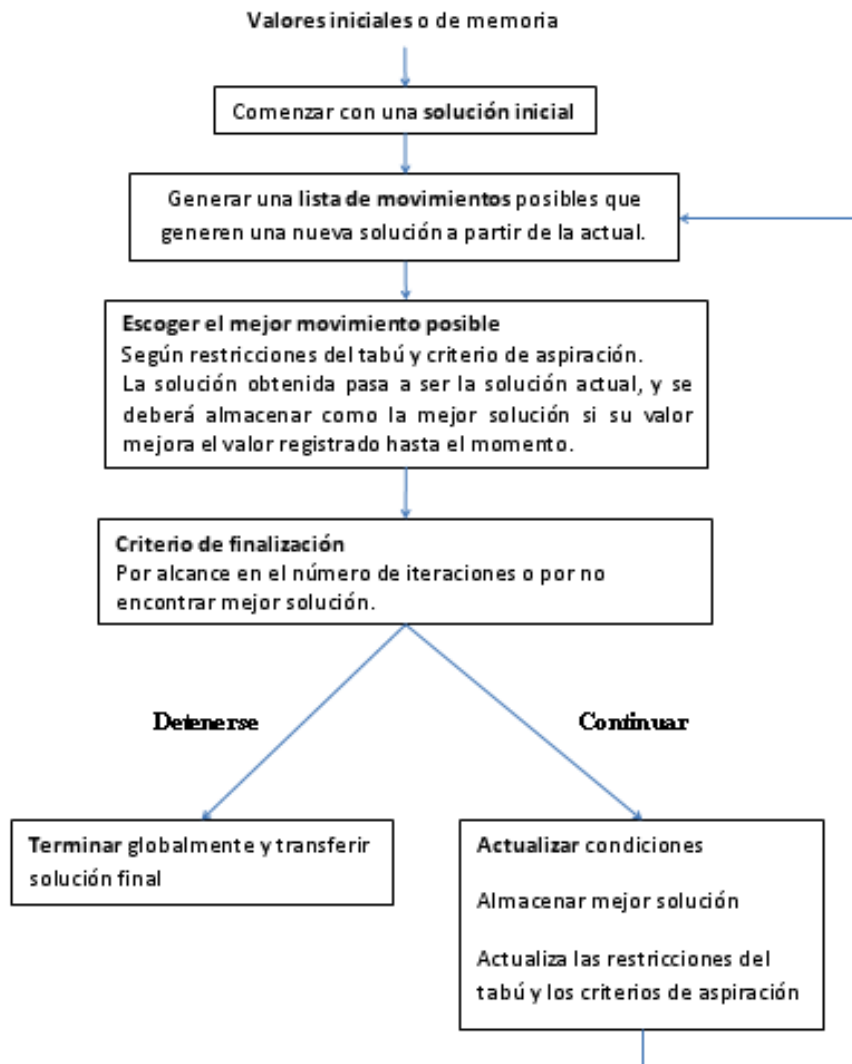 Valores iniciales o de memoria
Comenzar con una solución inicial
Generar una lista de movimientos posibles que
generen una nueva solución a partir de la actual.
Escoger el mejor movimiento posible
Según restricciones del tabú y criterio de aspiración.
La solución obtenida pasa a ser la solución actual, y se
deberá almacenar como la mejor solución si su valor
mejora el valor registrado hasta el momento.
Criterio de finalización
Por alcance en el número de iteraciones o por no
encontrar mejor solución.
Detenerse
Continuar
Terminar globalmente y transferir
solución final
Actualizar condiciones
Almacenar mejor solución
Actualiza las restricciones del
tabú y los criterios de aspiración